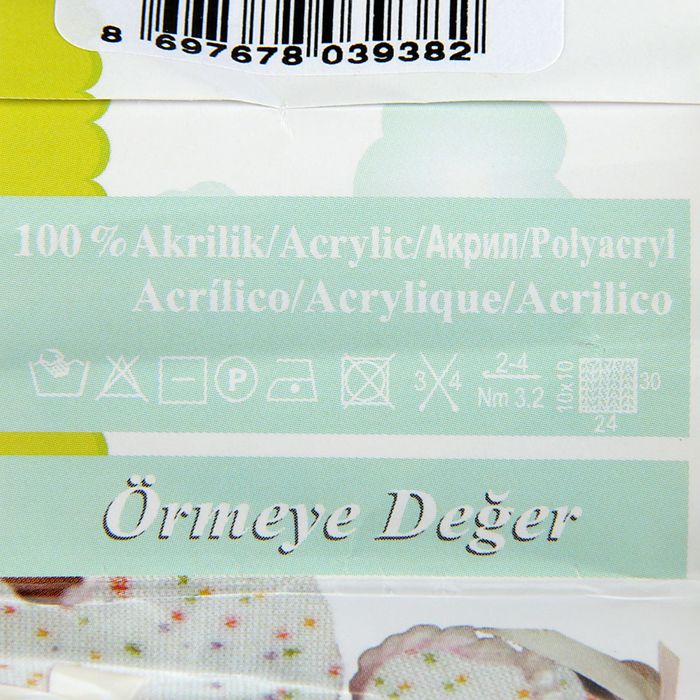 8 697678 039382
100 % Akrilik/Acrylic/Акрил/Polyacryl
Acrílico/Acrylique/Acrilico
P 3 4 2-4 Nm 3.2 10x10 30 24
Örmeye Değer